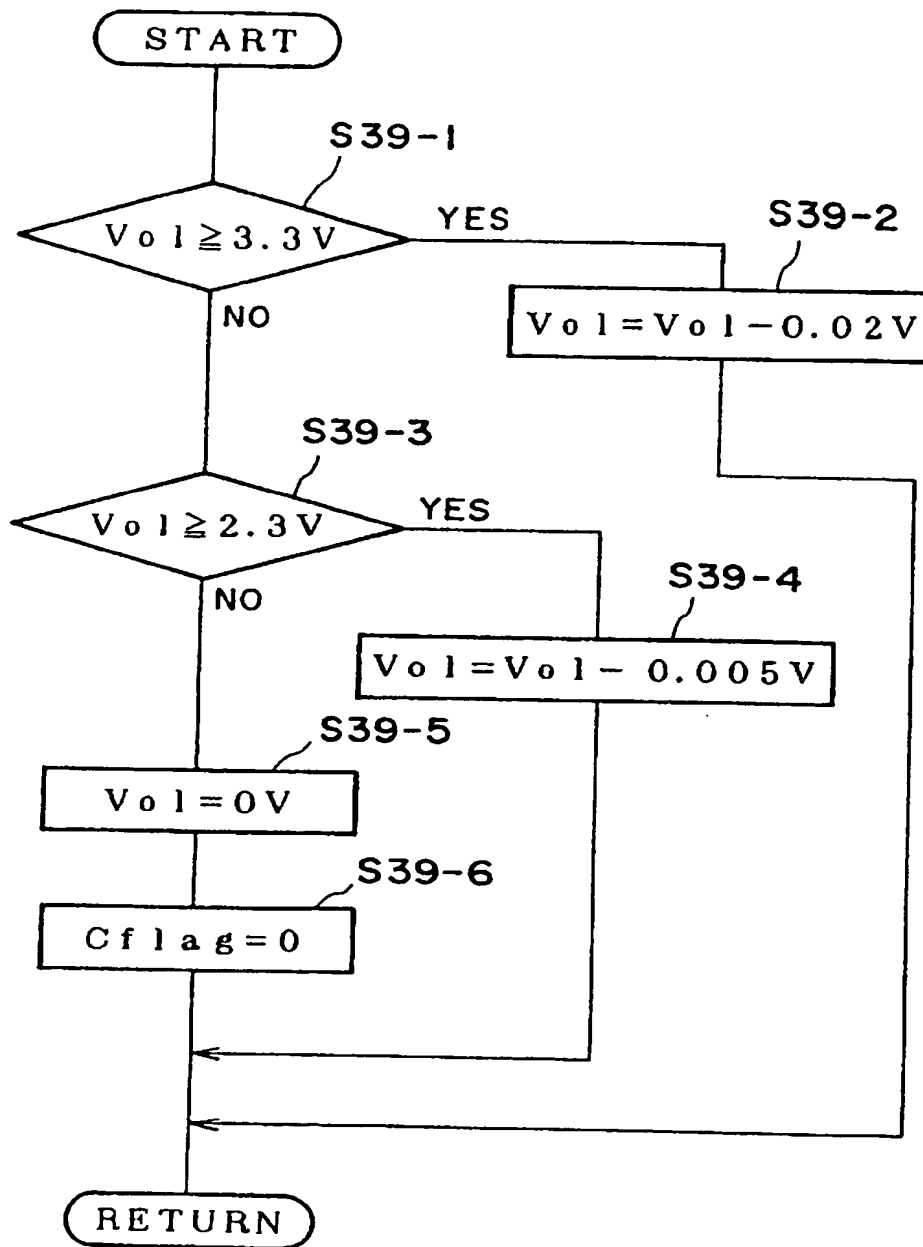 START
S39-1
Vol≧3.3V
YES
NO
S39-2
Vol=Vol-0.02V
S39-3
Vol≧2.3V
YES
NO
S39-4
Vol=Vol-0.005V
S39-5
Vol=0V
S39-6
Cflag=0
RETURN